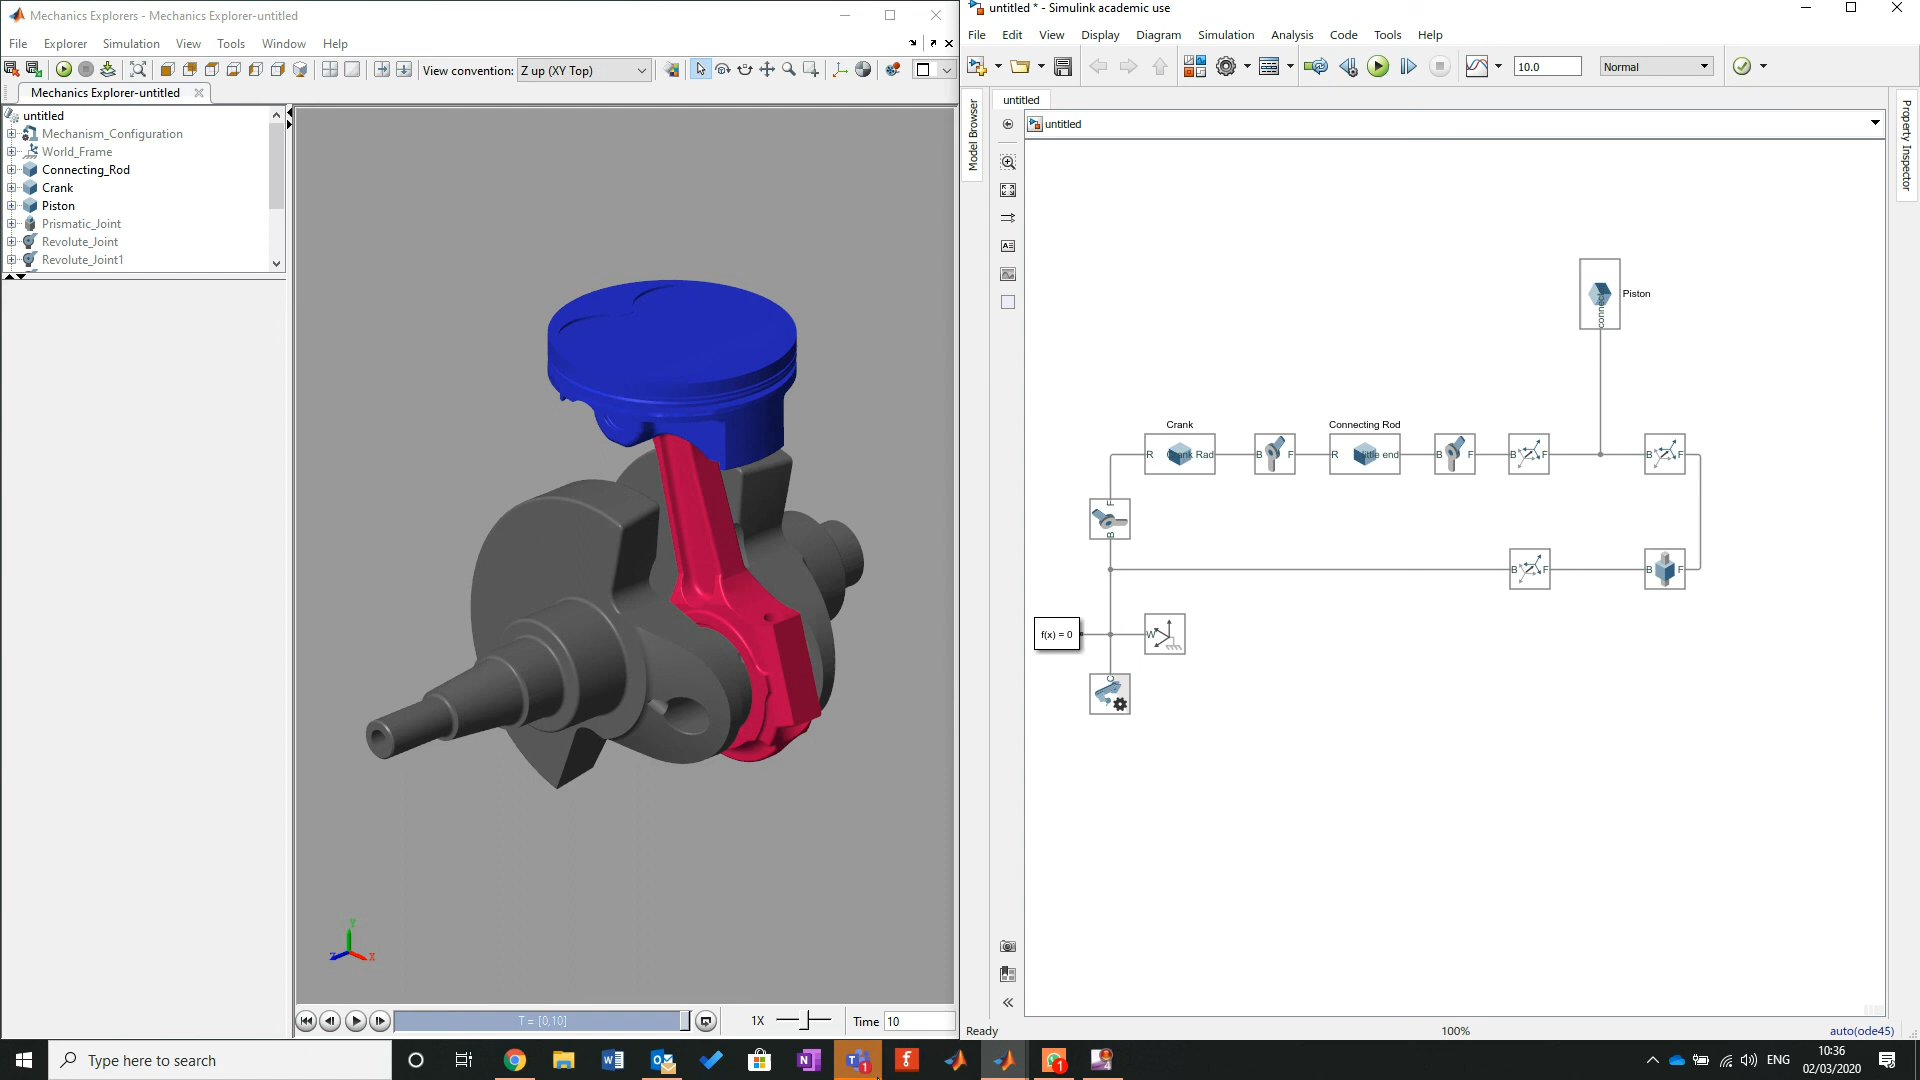 Mechanics Explorers - Mechanics Explorer-untitled
File Explorer Simulation View Tools Window Help
View convention: Z up (XY Top)
Mechanics Explorer-untitled
untitled
Mechanism_Configuration
World_Frame
Connecting_Rod
Crank
Piston
Prismatic_Joint
Revolute_Joint
Revolute_Joint1
Y
Z
X
T = [0,10]
1X
Time 10
untitled * - Simulink academic use
File Edit View Display Diagram Simulation Analysis Code Tools Help
10.0
Normal
Model Browser
untitled
untitled
Property Inspector
Piston
Crank
Connecting Rod
R
B F
R
little end
B F
B F
B F
F
B
B F
B F
f(x) = 0
W
C
Ready
100%
auto(ode45)
Type here to search
1
1
ENG
10:36
02/03/2020